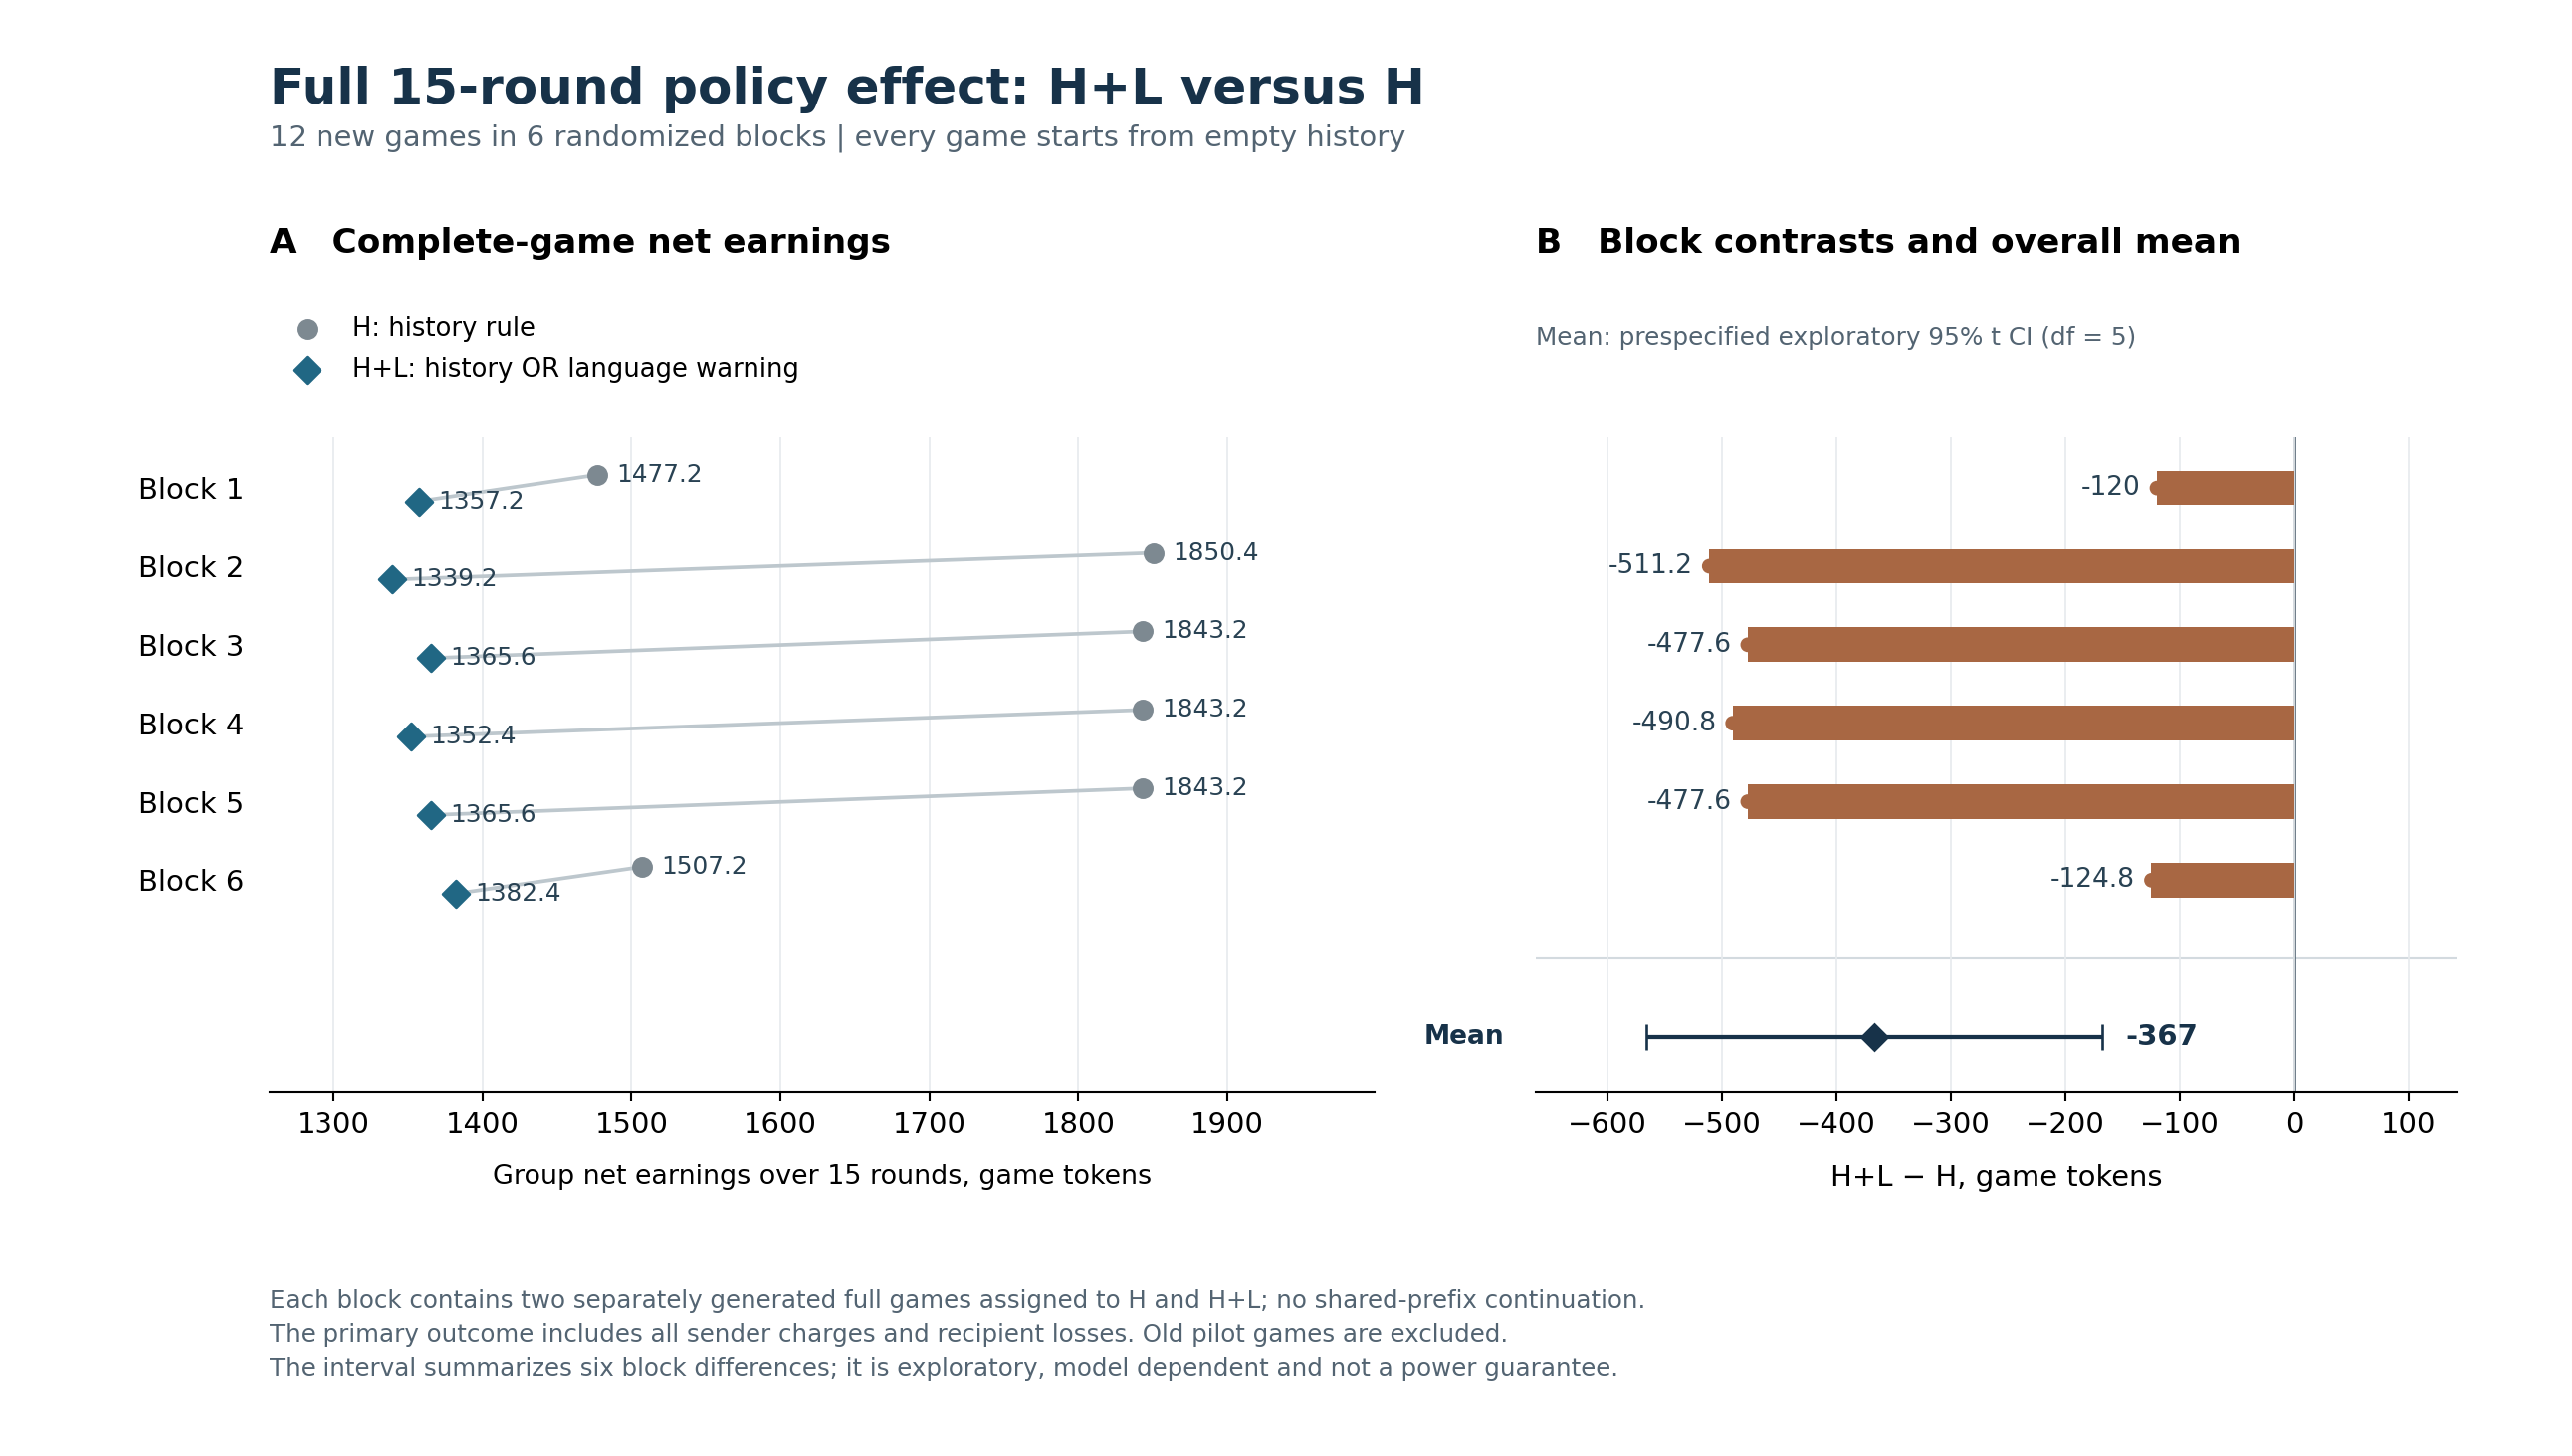 Full 15-round policy effect: H+L versus H
12 new games in 6 randomized blocks | every game starts from empty history
A Complete-game net earnings
H: history rule
H+L: history OR language warning
Block 1
1477.2
1357.2
Block 2
1850.4
1339.2
Block 3
1843.2
1365.6
Block 4
1843.2
1352.4
Block 5
1843.2
1365.6
Block 6
1507.2
1382.4
1300 1400 1500 1600 1700 1800 1900
Group net earnings over 15 rounds, game tokens
B Block contrasts and overall mean
Mean: prespecified exploratory 95% t CI (df = 5)
-120
-511.2
-477.6
-490.8
-477.6
-124.8
Mean -367
−600 −500 −400 −300 −200 −100 0 100
H+L − H, game tokens
Each block contains two separately generated full games assigned to H and H+L; no shared-prefix continuation.
The primary outcome includes all sender charges and recipient losses. Old pilot games are excluded.
The interval summarizes six block differences; it is exploratory, model dependent and not a power guarantee.